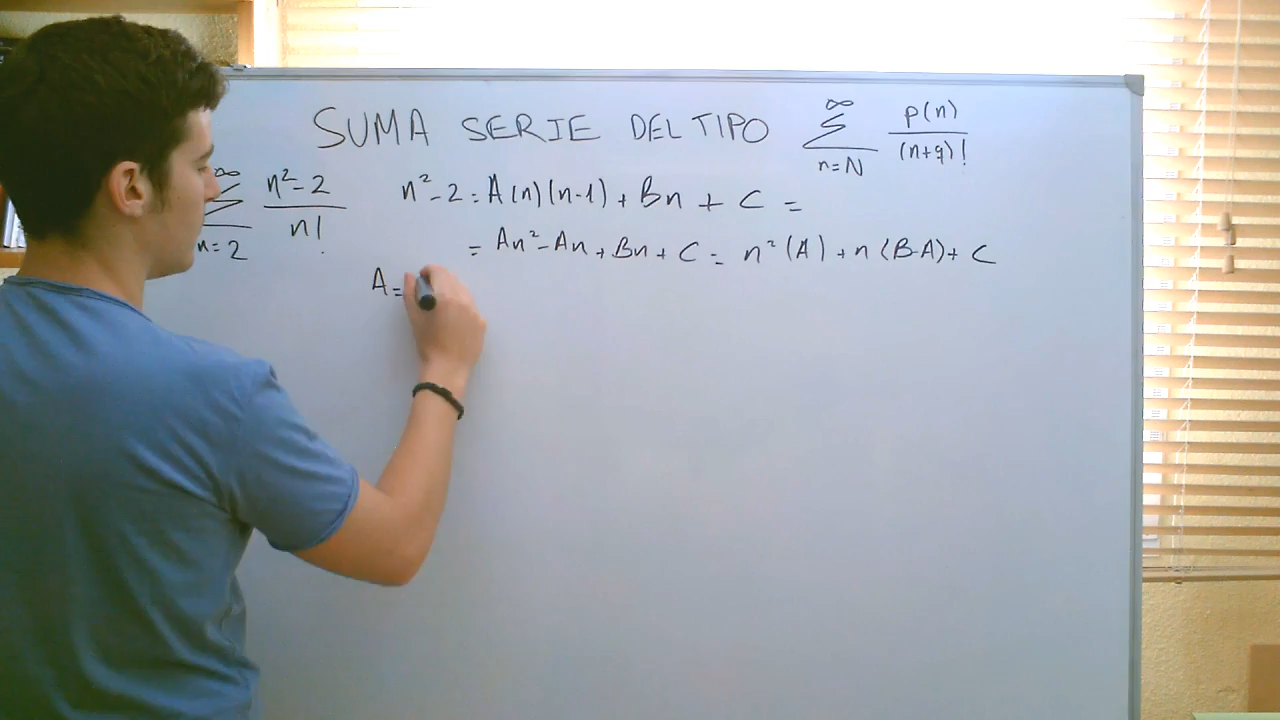 SUMA SERIE DEL TIPO ∞ Σ n=N p(n)/(n+q)!
∞ Σ n=2 n²-2/n! n²-2 = A(n)(n-1) + Bn + C =
= An²-An + Bn + C = n²(A) + n(B-A) + C
A =